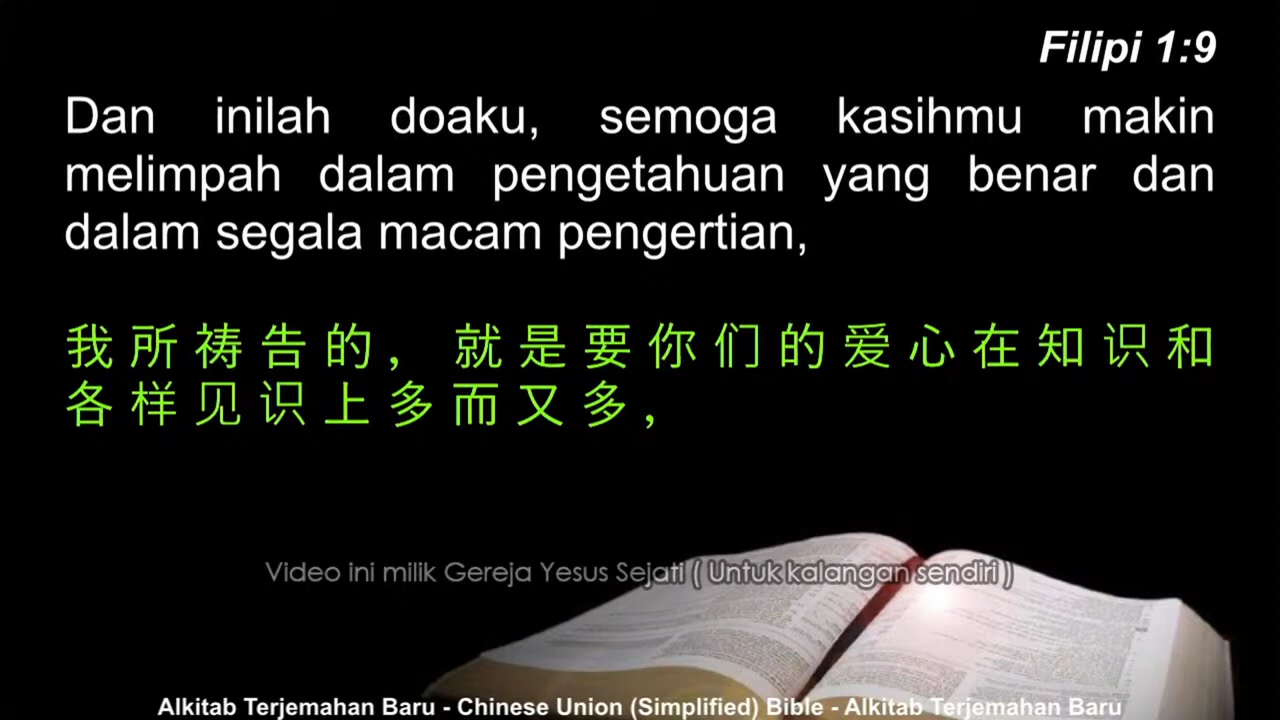 Filipi 1:9
Dan inilah doaku, semoga kasihmu makin
melimpah dalam pengetahuan yang benar dan
dalam segala macam pengertian,
我所祷告的，就是要你们的爱心在知识和
各样见识上多而又多，
Video ini milik Gereja Yesus Sejati ( Untuk kalangan sendiri )
Alkitab Terjemahan Baru - Chinese Union (Simplified) Bible - Alkitab Terjemahan Baru